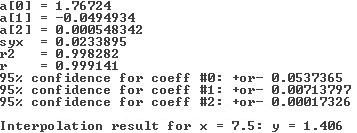 a[0] = 1.76724
a[1] = -0.0494934
a[2] = 0.000548342
syx = 0.0233895
r2 = 0.998282
r = 0.999141
95% confidence for coeff #0: +or- 0.0537365
95% confidence for coeff #1: +or- 0.00713797
95% confidence for coeff #2: +or- 0.00017326
Interpolation result for x = 7.5: y = 1.406